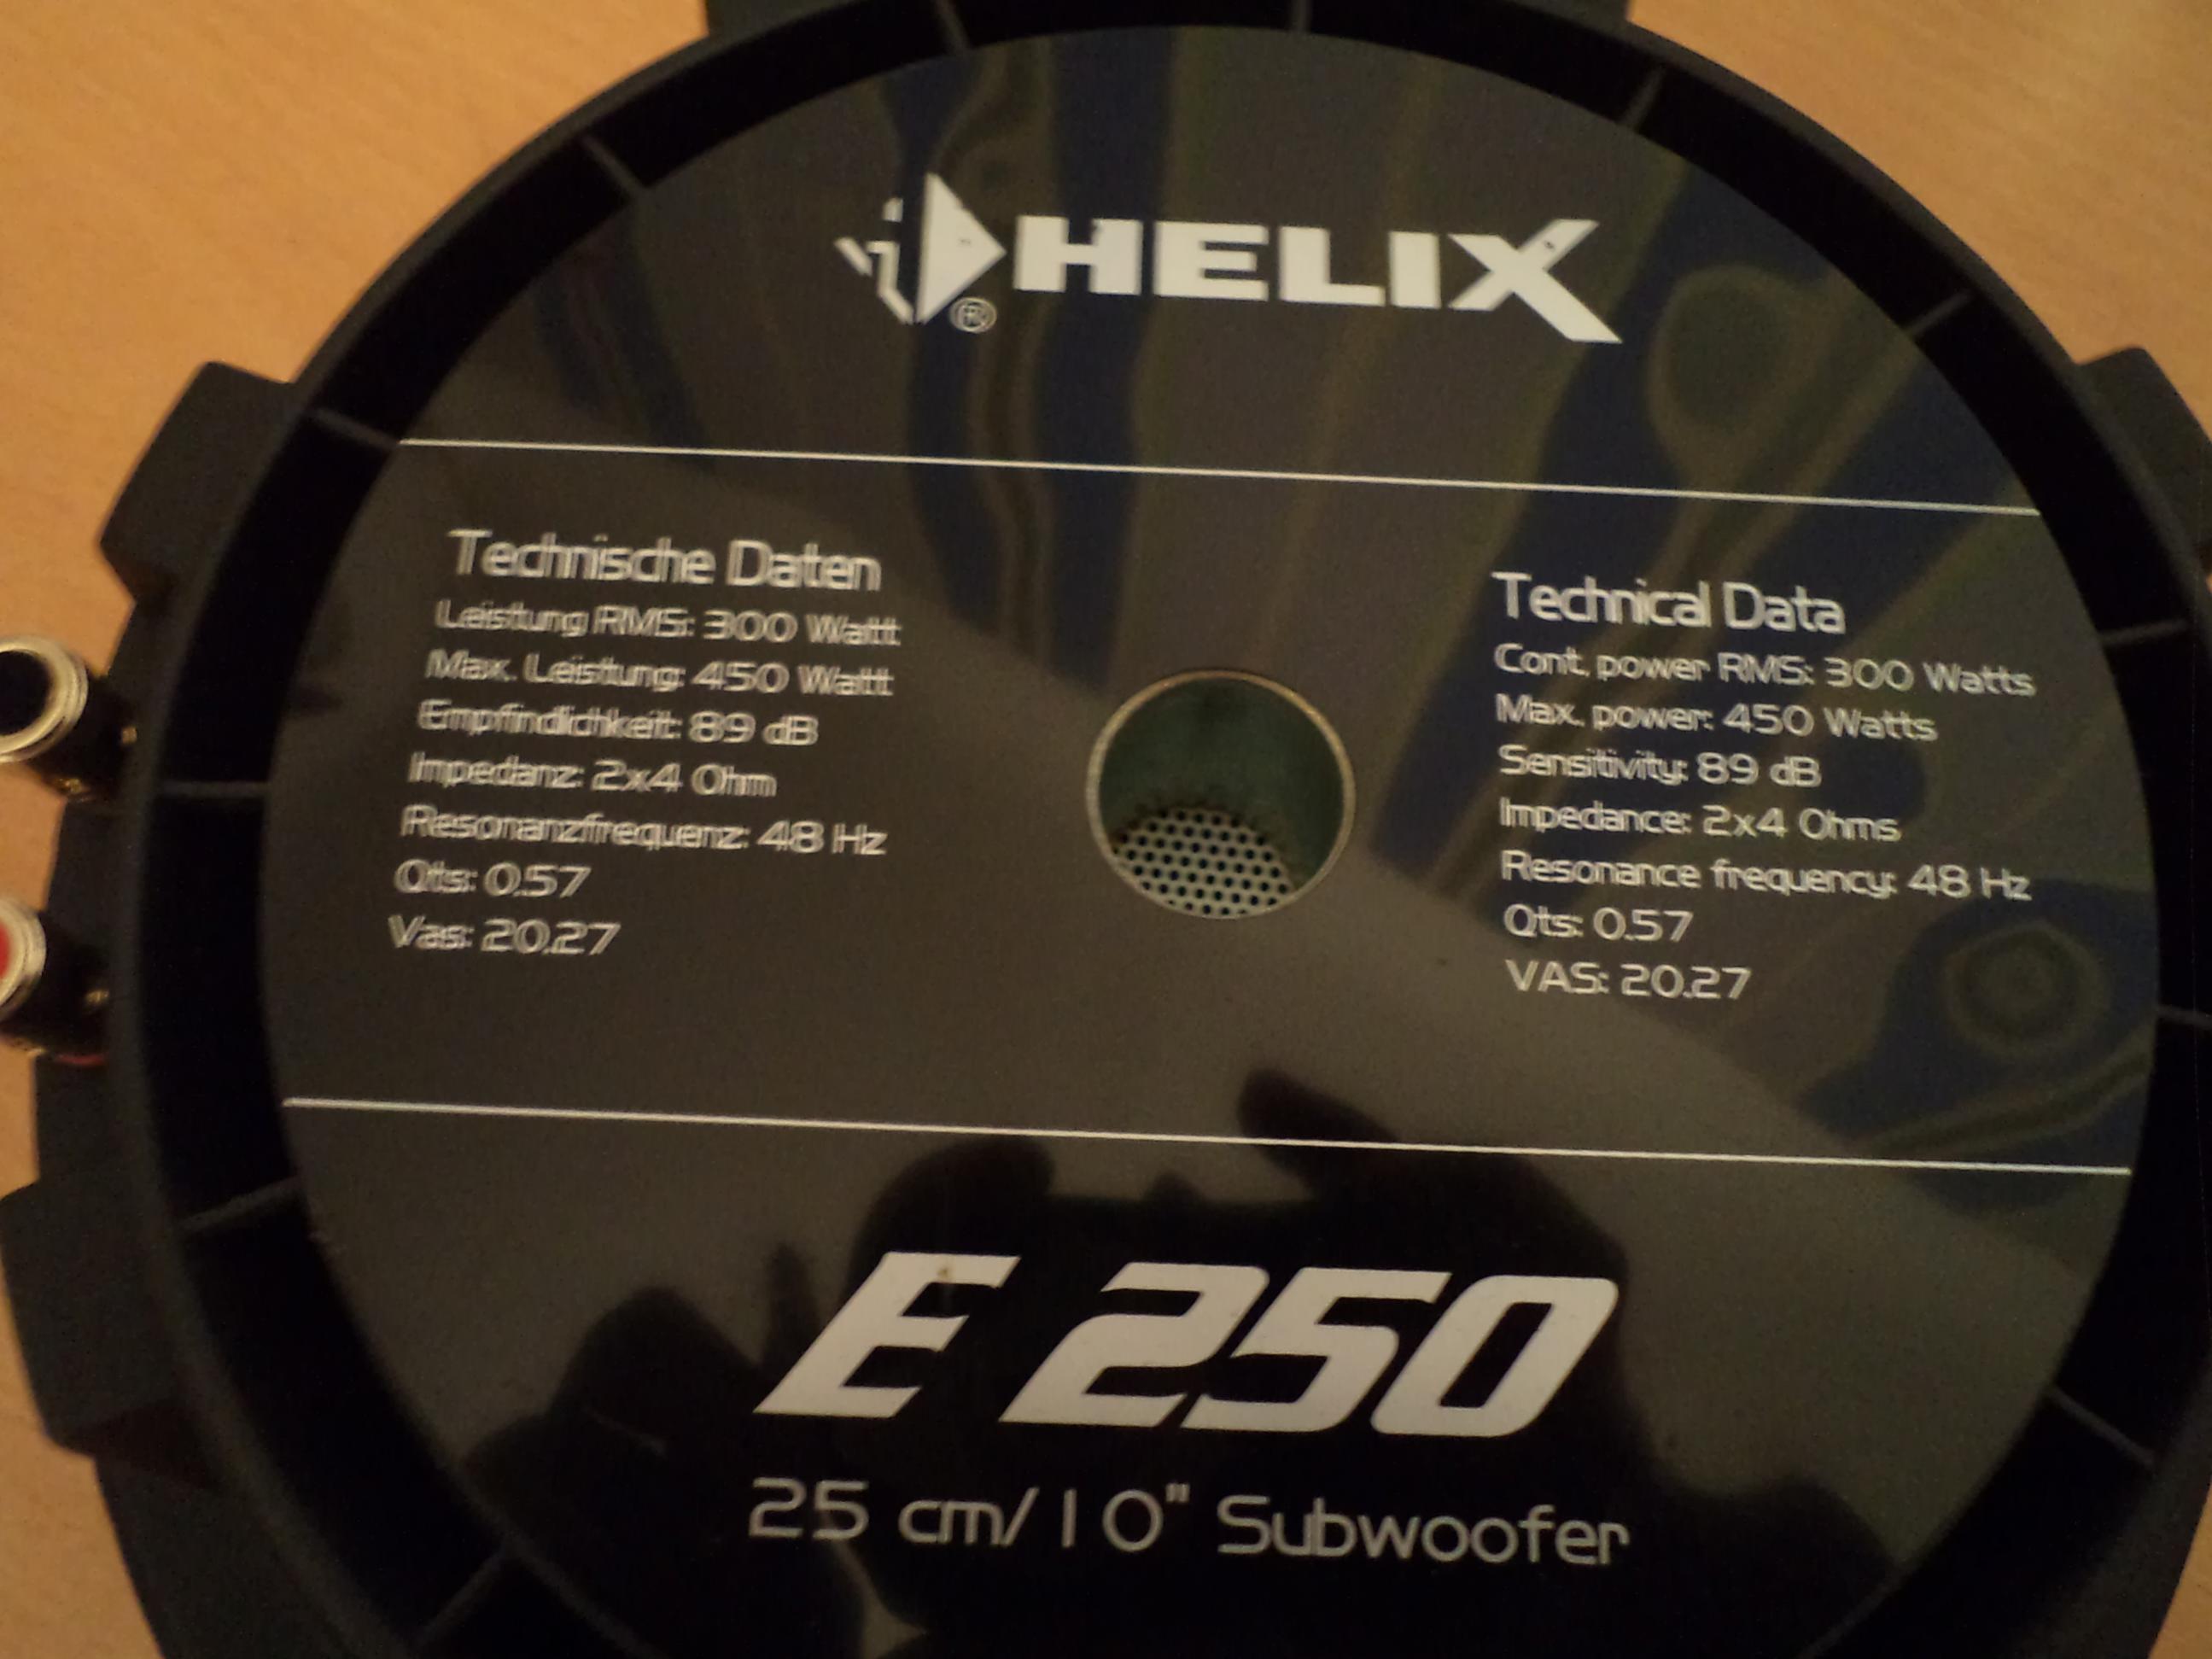 HELIX
®
Technische Daten
Leistung RMS: 300 Watt
Max. Leistung: 450 Watt
Empfindlichkeit: 89 dB
Impedanz: 2x4 Ohm
Resonanzfrequenz: 48 Hz
Qts: 0.57
Vas: 20.27
Technical Data
Cont. power RMS: 300 Watts
Max. power: 450 Watts
Sensitivity: 89 dB
Impedance: 2x4 Ohms
Resonance frequency: 48 Hz
Qts: 0.57
VAS: 20.27
E 250
25 cm/10" Subwoofer